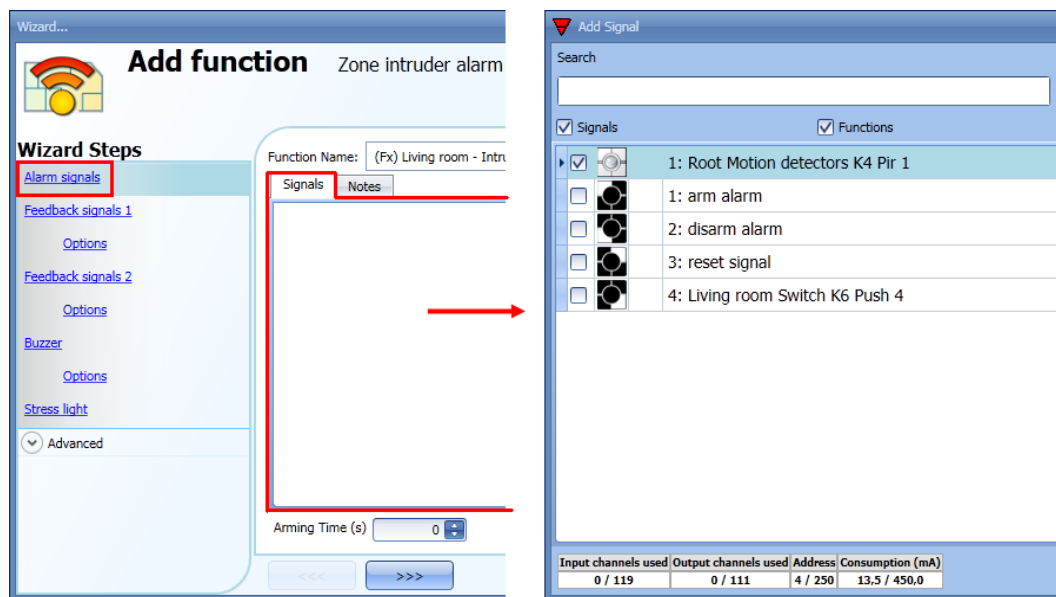 Wizard...
Add function Zone intruder alarm
Wizard Steps
Alarm signals
Feedback signals 1
Options
Feedback signals 2
Options
Buzzer
Options
Stress light
Advanced
Function Name: (Fx) Living room - Intru
Signals Notes
Arming Time (s) 0
<<< >>>
Add Signal
Search
Signals Functions
1: Root Motion detectors K4 Pir 1
1: arm alarm
2: disarm alarm
3: reset signal
4: Living room Switch K6 Push 4
Input channels used Output channels used Address Consumption (mA)
0 / 119 0 / 111 4 / 250 13,5 / 450,0